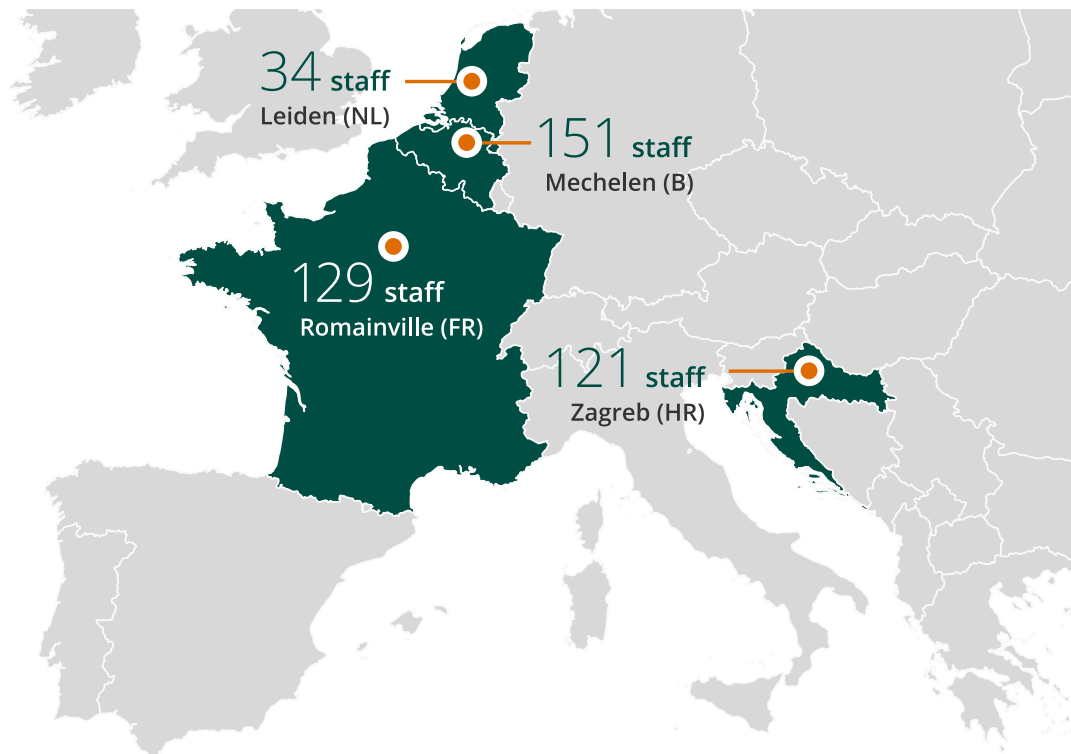 34 staff
Leiden (NL)
151 staff
Mechelen (B)
129 staff
Romainville (FR)
121 staff
Zagreb (HR)